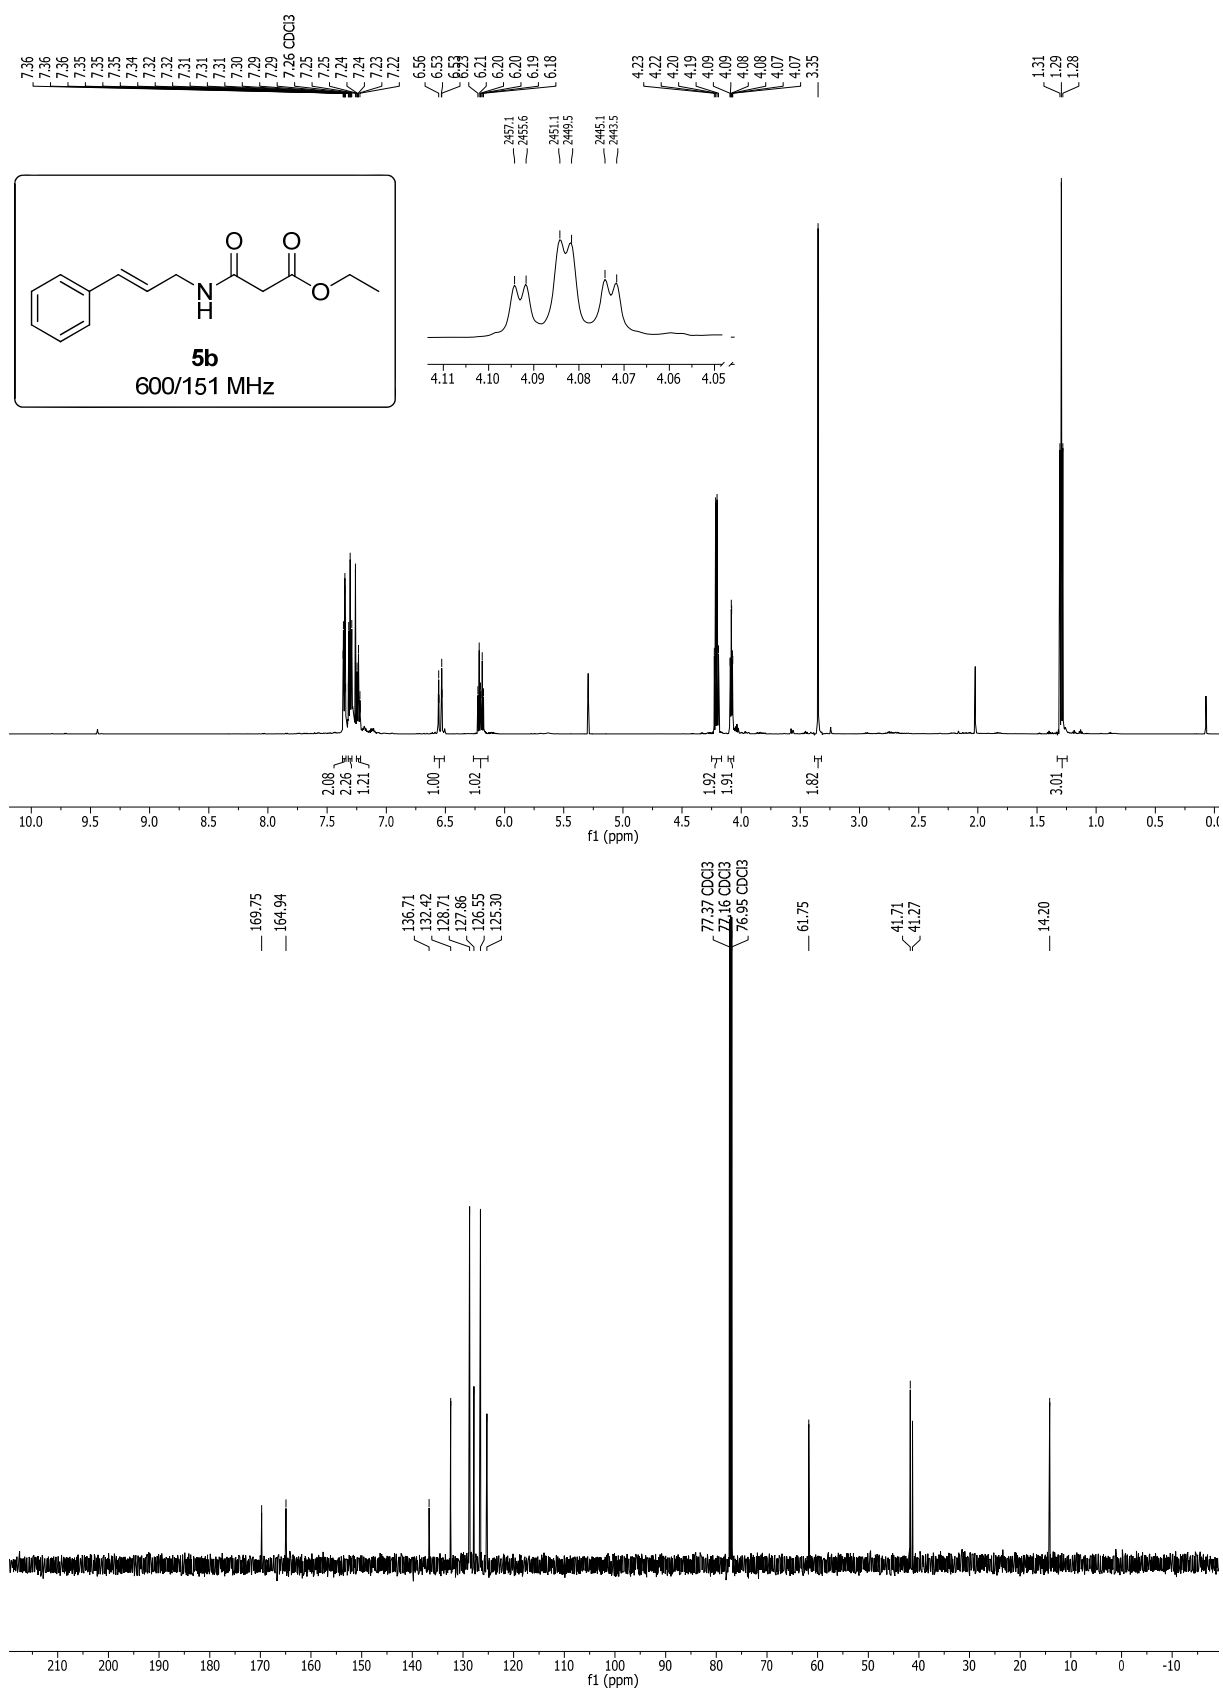 7.36 7.36 7.36 7.35 7.35 7.35 7.34 7.32 7.32 7.31 7.31 7.31 7.30 7.29 7.29 7.26 CDCl3 7.25 7.25 7.24 7.24 7.23 7.22 6.56 6.53 6.53 6.23 6.21 6.20 6.20 6.19 6.18 4.23 4.22 4.20 4.19 4.09 4.09 4.08 4.08 4.07 4.07 3.35 1.31 1.29 1.28
2457.1 2455.6 2451.1 2449.5 2445.1 2443.5
O O
N O
H
5b
600/151 MHz
4.11 4.10 4.09 4.08 4.07 4.06 4.05
2.08 2.26 1.21 1.00 1.02 1.92 1.91 1.82 3.01
10.0 9.5 9.0 8.5 8.0 7.5 7.0 6.5 6.0 5.5 5.0 4.5 4.0 3.5 3.0 2.5 2.0 1.5 1.0 0.5 0.0
f1 (ppm)
169.75 164.94 136.71 132.42 128.71 127.86 126.55 125.30 77.37 CDCl3 77.16 CDCl3 76.95 CDCl3 61.75 41.71 41.27 14.20
210 200 190 180 170 160 150 140 130 120 110 100 90 80 70 60 50 40 30 20 10 0 -10
f1 (ppm)